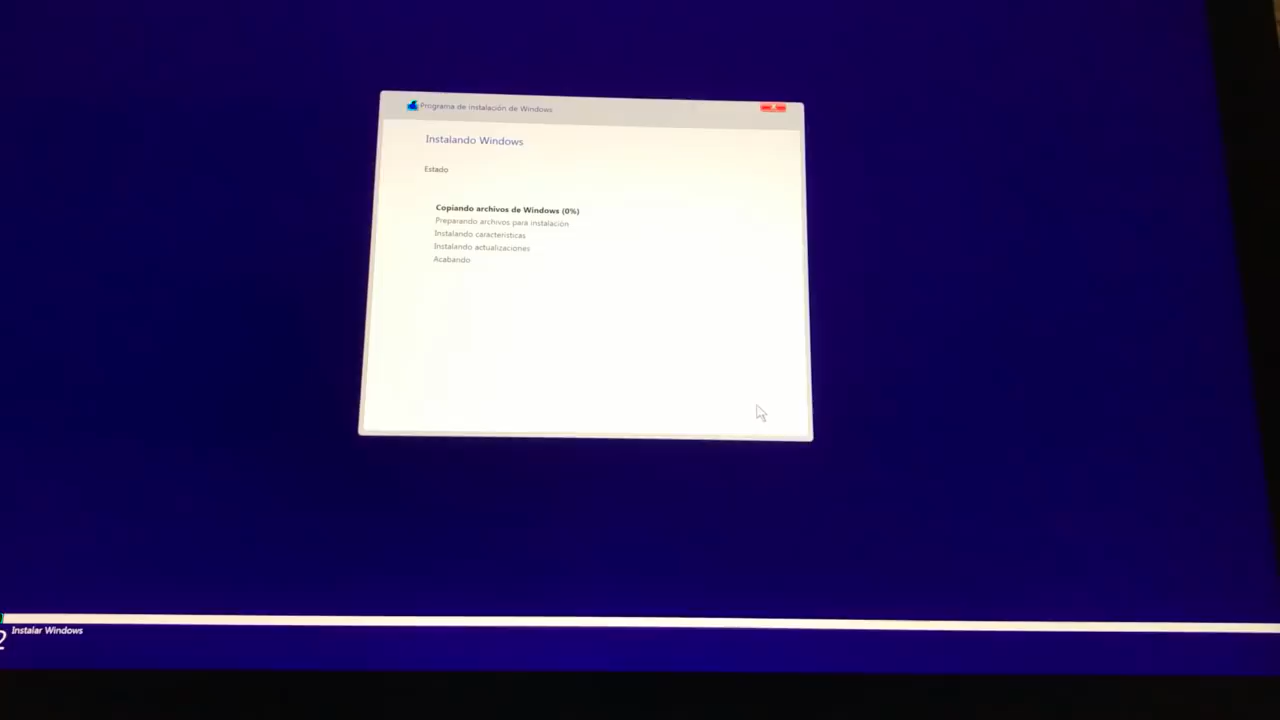 Programa de instalación de Windows
Instalando Windows
Estado
Copiando archivos de Windows (0%)
Preparando archivos para instalación
Instalando características
Instalando actualizaciones
Acabando
2 Instalar Windows